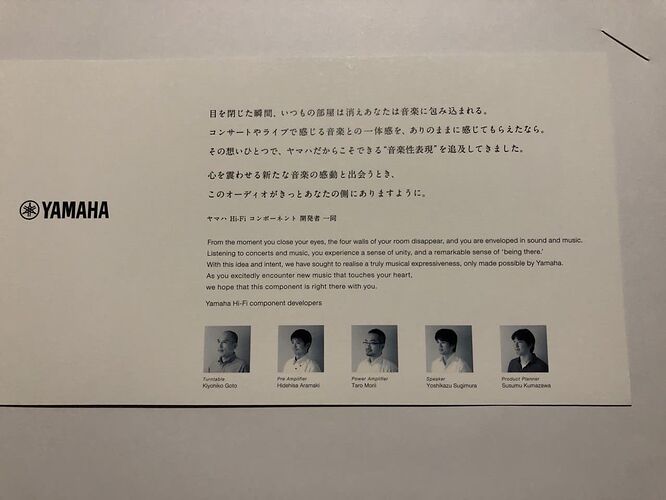 目を閉じた瞬間、いつもの部屋は消えあなたは音楽に包み込まれる。
コンサートやライブで感じる音楽との一体感を、ありのままに感じてもらえたなら。
その想いひとつで、ヤマハだからこそできる“音楽性表現”を追及してきました。
心を震わせる新たな音楽の感動と出会うとき、
このオーディオがきっとあなたの側にありますように。
ヤマハ Hi-Fi コンポーネント 開発者 一同
YAMAHA
From the moment you close your eyes, the four walls of your room disappear, and you are enveloped in sound and music.
Listening to concerts and music, you experience a sense of unity, and a remarkable sense of ‘being there.’
With this idea and intent, we have sought to realise a truly musical expressiveness, only made possible by Yamaha.
As you excitedly encounter new music that touches your heart,
we hope that this component is right there with you.
Yamaha Hi-Fi component developers
Turntable
Kiyohiko Goto
Pre Amplifier
Hidehisa Aramaki
Power Amplifier
Taro Morii
Speaker
Yoshikazu Sugimura
Product Planner
Susumu Kumazawa